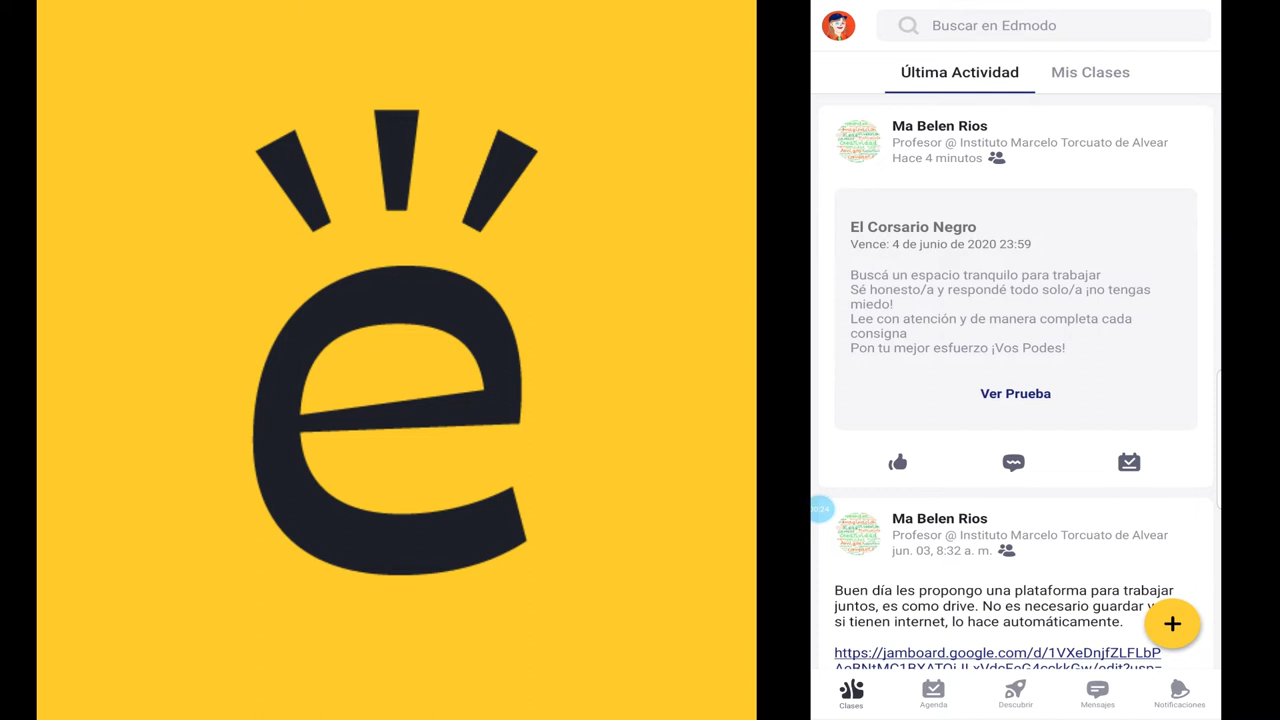 Buscar en Edmodo
Última Actividad
Mis Clases
Ma Belen Rios
Profesor @ Instituto Marcelo Torcuato de Alvear
Hace 4 minutos
El Corsario Negro
Vence: 4 de junio de 2020 23:59
Buscá un espacio tranquilo para trabajar
Sé honesto/a y respondé todo solo/a ¡no tengas
miedo!
Lee con atención y de manera completa cada
consigna
Pon tu mejor esfuerzo ¡Vos Podes!
Ver Prueba
00:24
Ma Belen Rios
Profesor @ Instituto Marcelo Torcuato de Alvear
jun. 03, 8:32 a. m.
Buen día les propongo una plataforma para trabajar
juntos, es como drive. No es necesario guardar
si tienen internet, lo hace automáticamente.
https://jamboard.google.com/d/1VXeDnjfZLFLbP
Clases
Agenda
Descubrir
Mensajes
Notificaciones